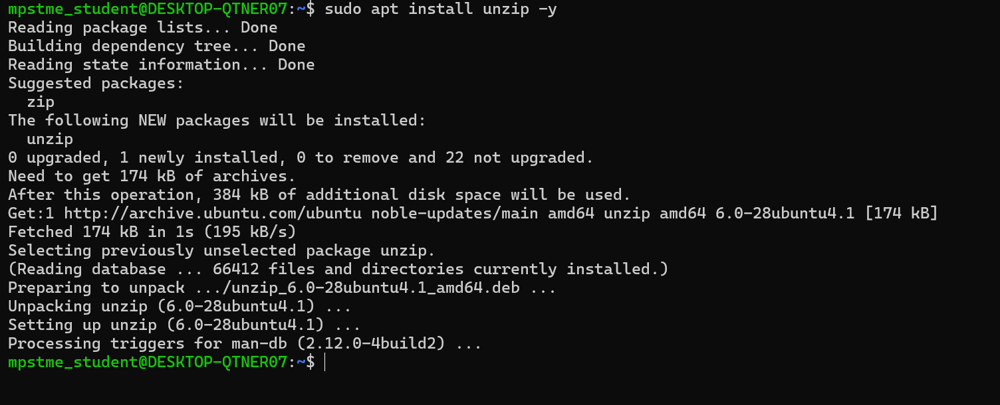 mpstme_student@DESKTOP-QTNER07:~$ sudo apt install unzip -y
Reading package lists... Done
Building dependency tree... Done
Reading state information... Done
Suggested packages:
  zip
The following NEW packages will be installed:
  unzip
0 upgraded, 1 newly installed, 0 to remove and 22 not upgraded.
Need to get 174 kB of archives.
After this operation, 384 kB of additional disk space will be used.
Get:1 http://archive.ubuntu.com/ubuntu noble-updates/main amd64 unzip amd64 6.0-28ubuntu4.1 [174 kB]
Fetched 174 kB in 1s (195 kB/s)
Selecting previously unselected package unzip.
(Reading database ... 66412 files and directories currently installed.)
Preparing to unpack .../unzip_6.0-28ubuntu4.1_amd64.deb ...
Unpacking unzip (6.0-28ubuntu4.1) ...
Setting up unzip (6.0-28ubuntu4.1) ...
Processing triggers for man-db (2.12.0-4build2) ...
mpstme_student@DESKTOP-QTNER07:~$